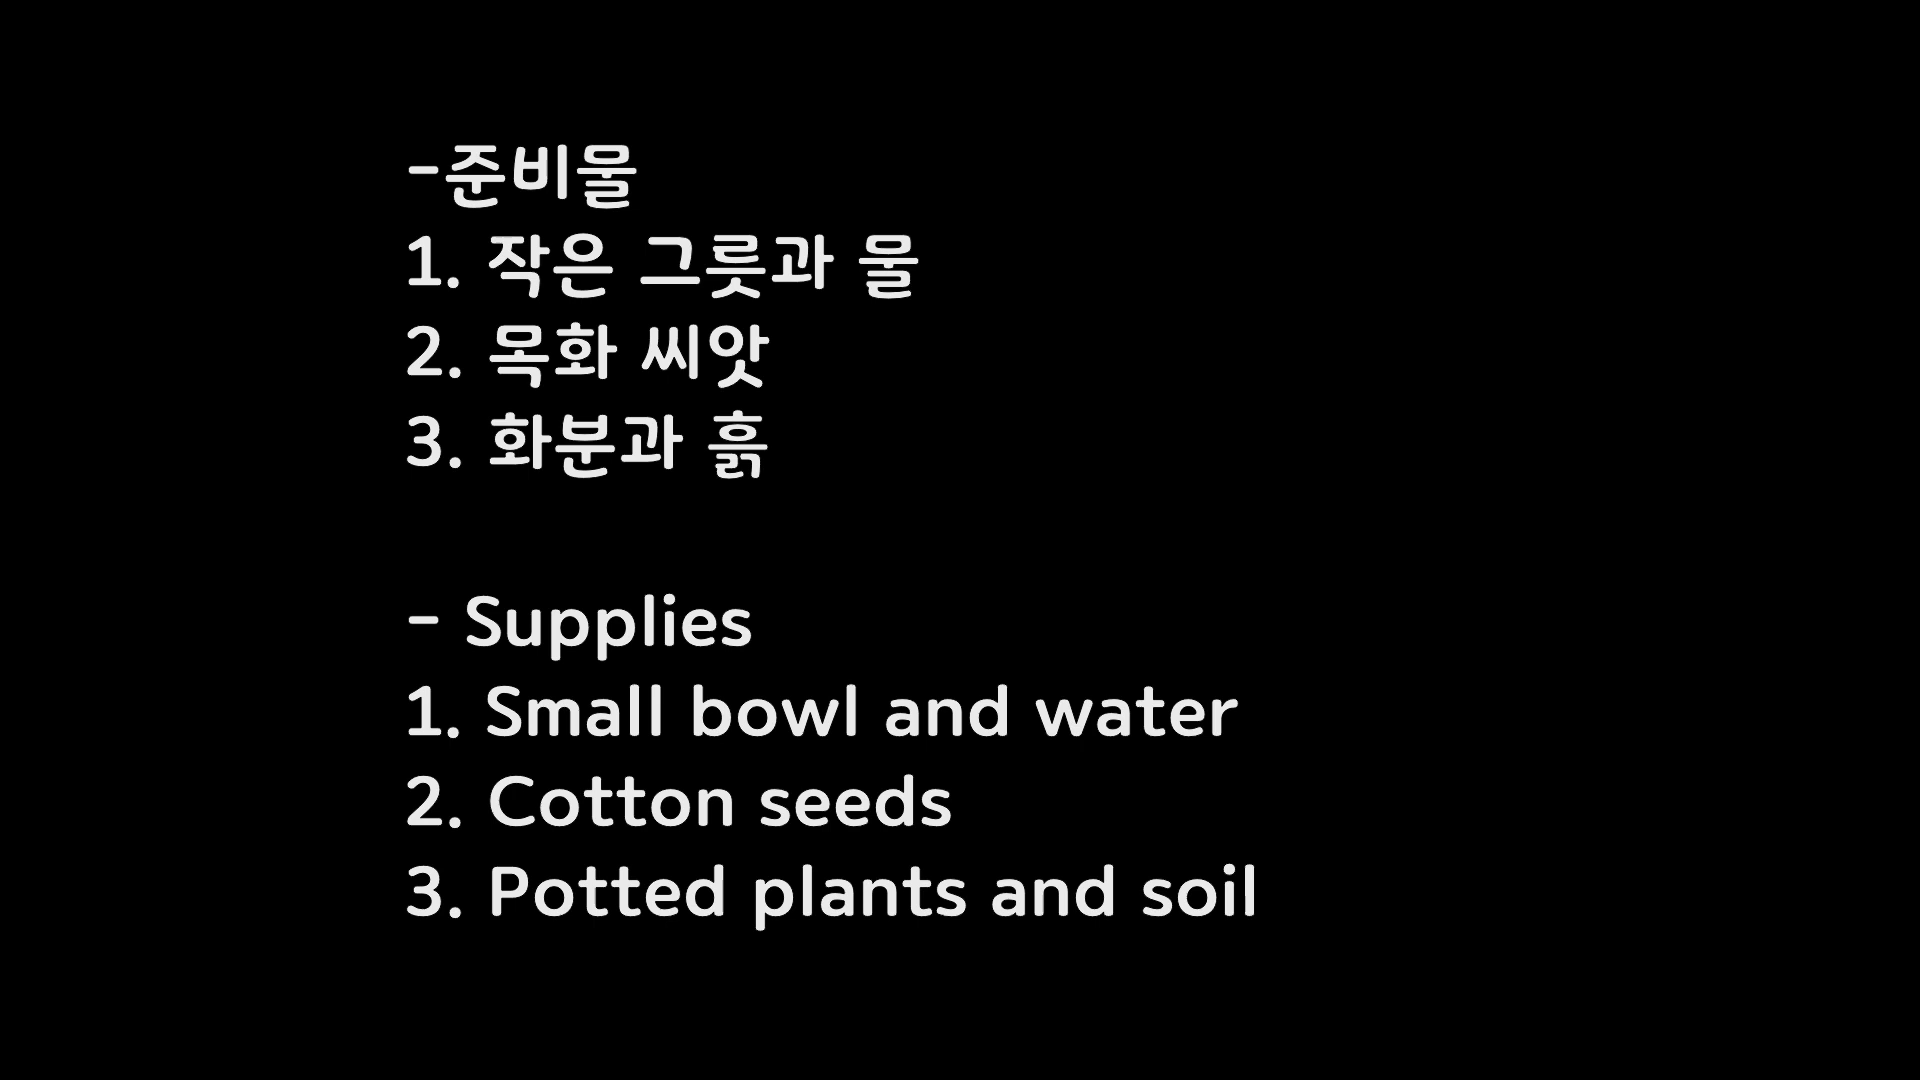 -준비물
1. 작은 그릇과 물
2. 목화 씨앗
3. 화분과 흙
- Supplies
1. Small bowl and water
2. Cotton seeds
3. Potted plants and soil